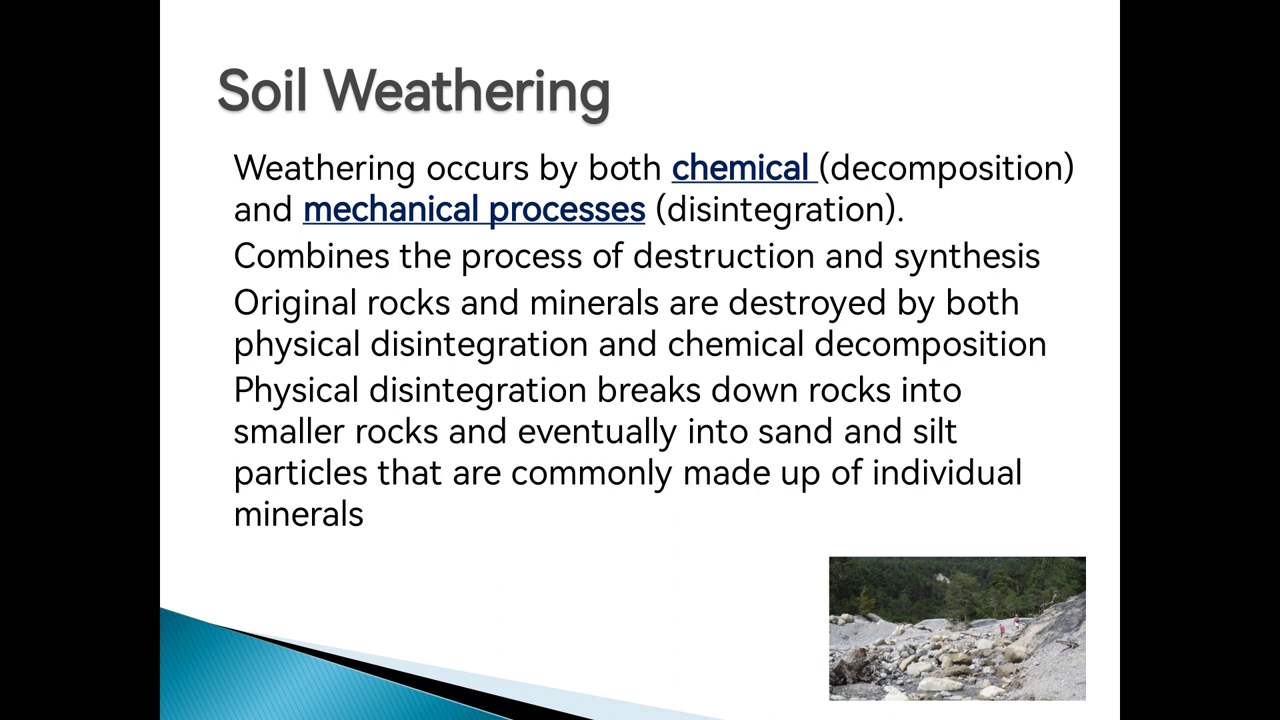 Soil Weathering
Weathering occurs by both chemical (decomposition)
and mechanical processes (disintegration).
Combines the process of destruction and synthesis
Original rocks and minerals are destroyed by both
physical disintegration and chemical decomposition
Physical disintegration breaks down rocks into
smaller rocks and eventually into sand and silt
particles that are commonly made up of individual
minerals